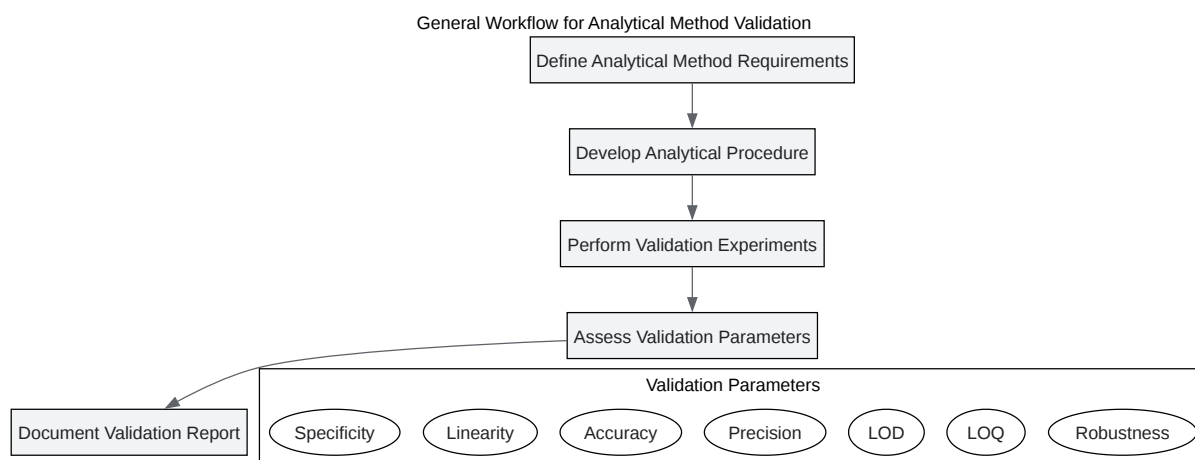 General Workflow for Analytical Method Validation
Define Analytical Method Requirements
Develop Analytical Procedure
Perform Validation Experiments
Assess Validation Parameters
Validation Parameters
Document Validation Report
Specificity
Linearity
Accuracy
Precision
LOD
LOQ
Robustness